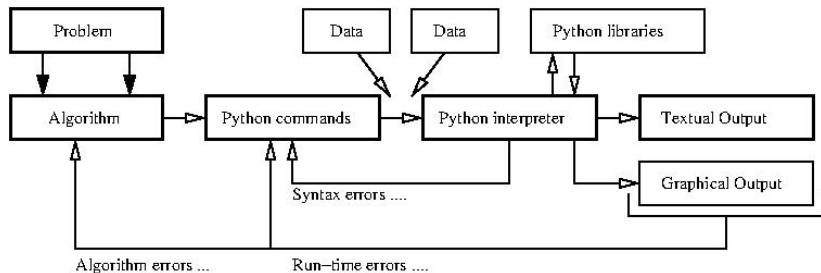 Problem
Data
Data
Python libraries
Algorithm
Python commands
Python interpreter
Textual Output
Graphical Output
Syntax errors ....
Algorithm errors ...
Run-time errors ....